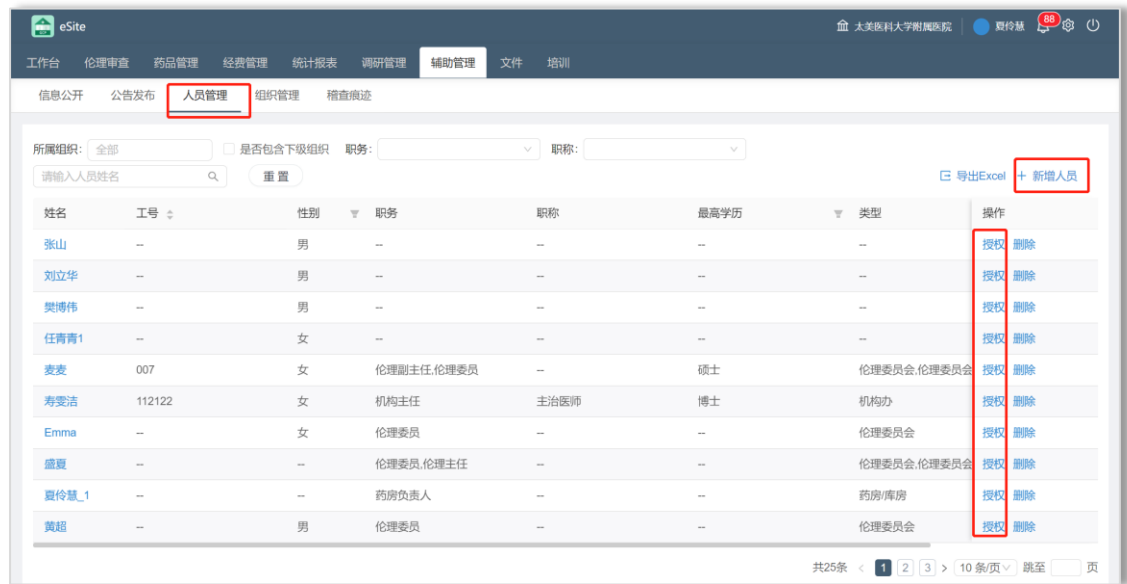 eSite 太美医科大学附属医院 夏伶慧 88
工作台 伦理审查 药品管理 经费管理 统计报表 调研管理 辅助管理 文件 培训
信息公开 公告发布 人员管理 组织管理 稽查痕迹
所属组织: 全部 是否包含下级组织 职务: 职称:
请输入人员姓名 重置 导出Excel + 新增人员
姓名 工号 性别 职务 职称 最高学历 类型 操作
张山 -- 男 -- -- -- -- 授权 删除
刘立华 -- 男 -- -- -- -- 授权 删除
樊博伟 -- 男 -- -- -- -- 授权 删除
任青青1 -- 女 -- -- -- -- 授权 删除
麦麦 007 女 伦理副主任,伦理委员 -- 硕士 伦理委员会,伦理委员会 授权 删除
寿雯洁 112122 女 机构主任 主治医师 博士 机构办 授权 删除
Emma -- 女 伦理委员 -- -- 伦理委员会 授权 删除
盛夏 -- -- 伦理委员,伦理主任 -- -- 伦理委员会,伦理委员会 授权 删除
夏伶慧_1 -- -- 药房负责人 -- -- 药房/库房 授权 删除
黄超 -- 男 伦理委员 -- -- 伦理委员会 授权 删除
共25条 < 1 2 3 > 10 条/页 跳至 页